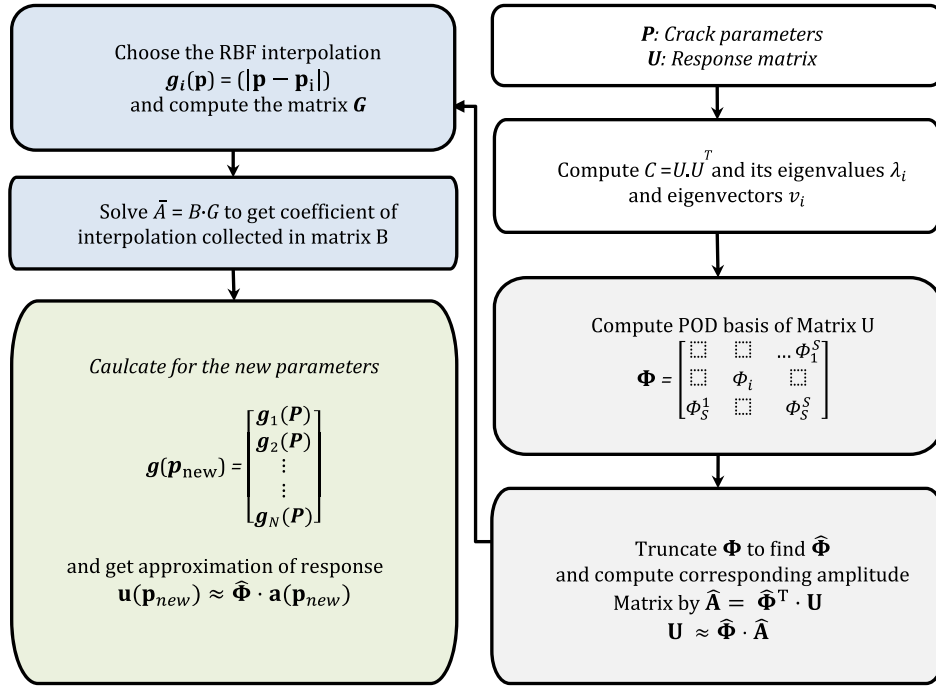 P: Crack parameters
U: Response matrix
Compute C =U.U^T and its eigenvalues λ_i
and eigenvectors v_i
Compute POD basis of Matrix U
Φ = [⬚ ⬚ … Φ_1^S
⬚ Φ_i ⬚
Φ_S^1 ⬚ Φ_S^S]
Truncate Φ to find Φ̂
and compute corresponding amplitude
Matrix by Â = Φ̂^T · U
U ≈ Φ̂ · Â
Choose the RBF interpolation
g_i(p) = (|p − p_i|)
and compute the matrix G
Solve Ā = B·G to get coefficient of
interpolation collected in matrix B
Caulcate for the new parameters
g(p_new) = [g_1(P)
g_2(P)
⋮
⋮
g_N(P)]
and get approximation of response
u(p_new) ≈ Φ̂ · a(p_new)